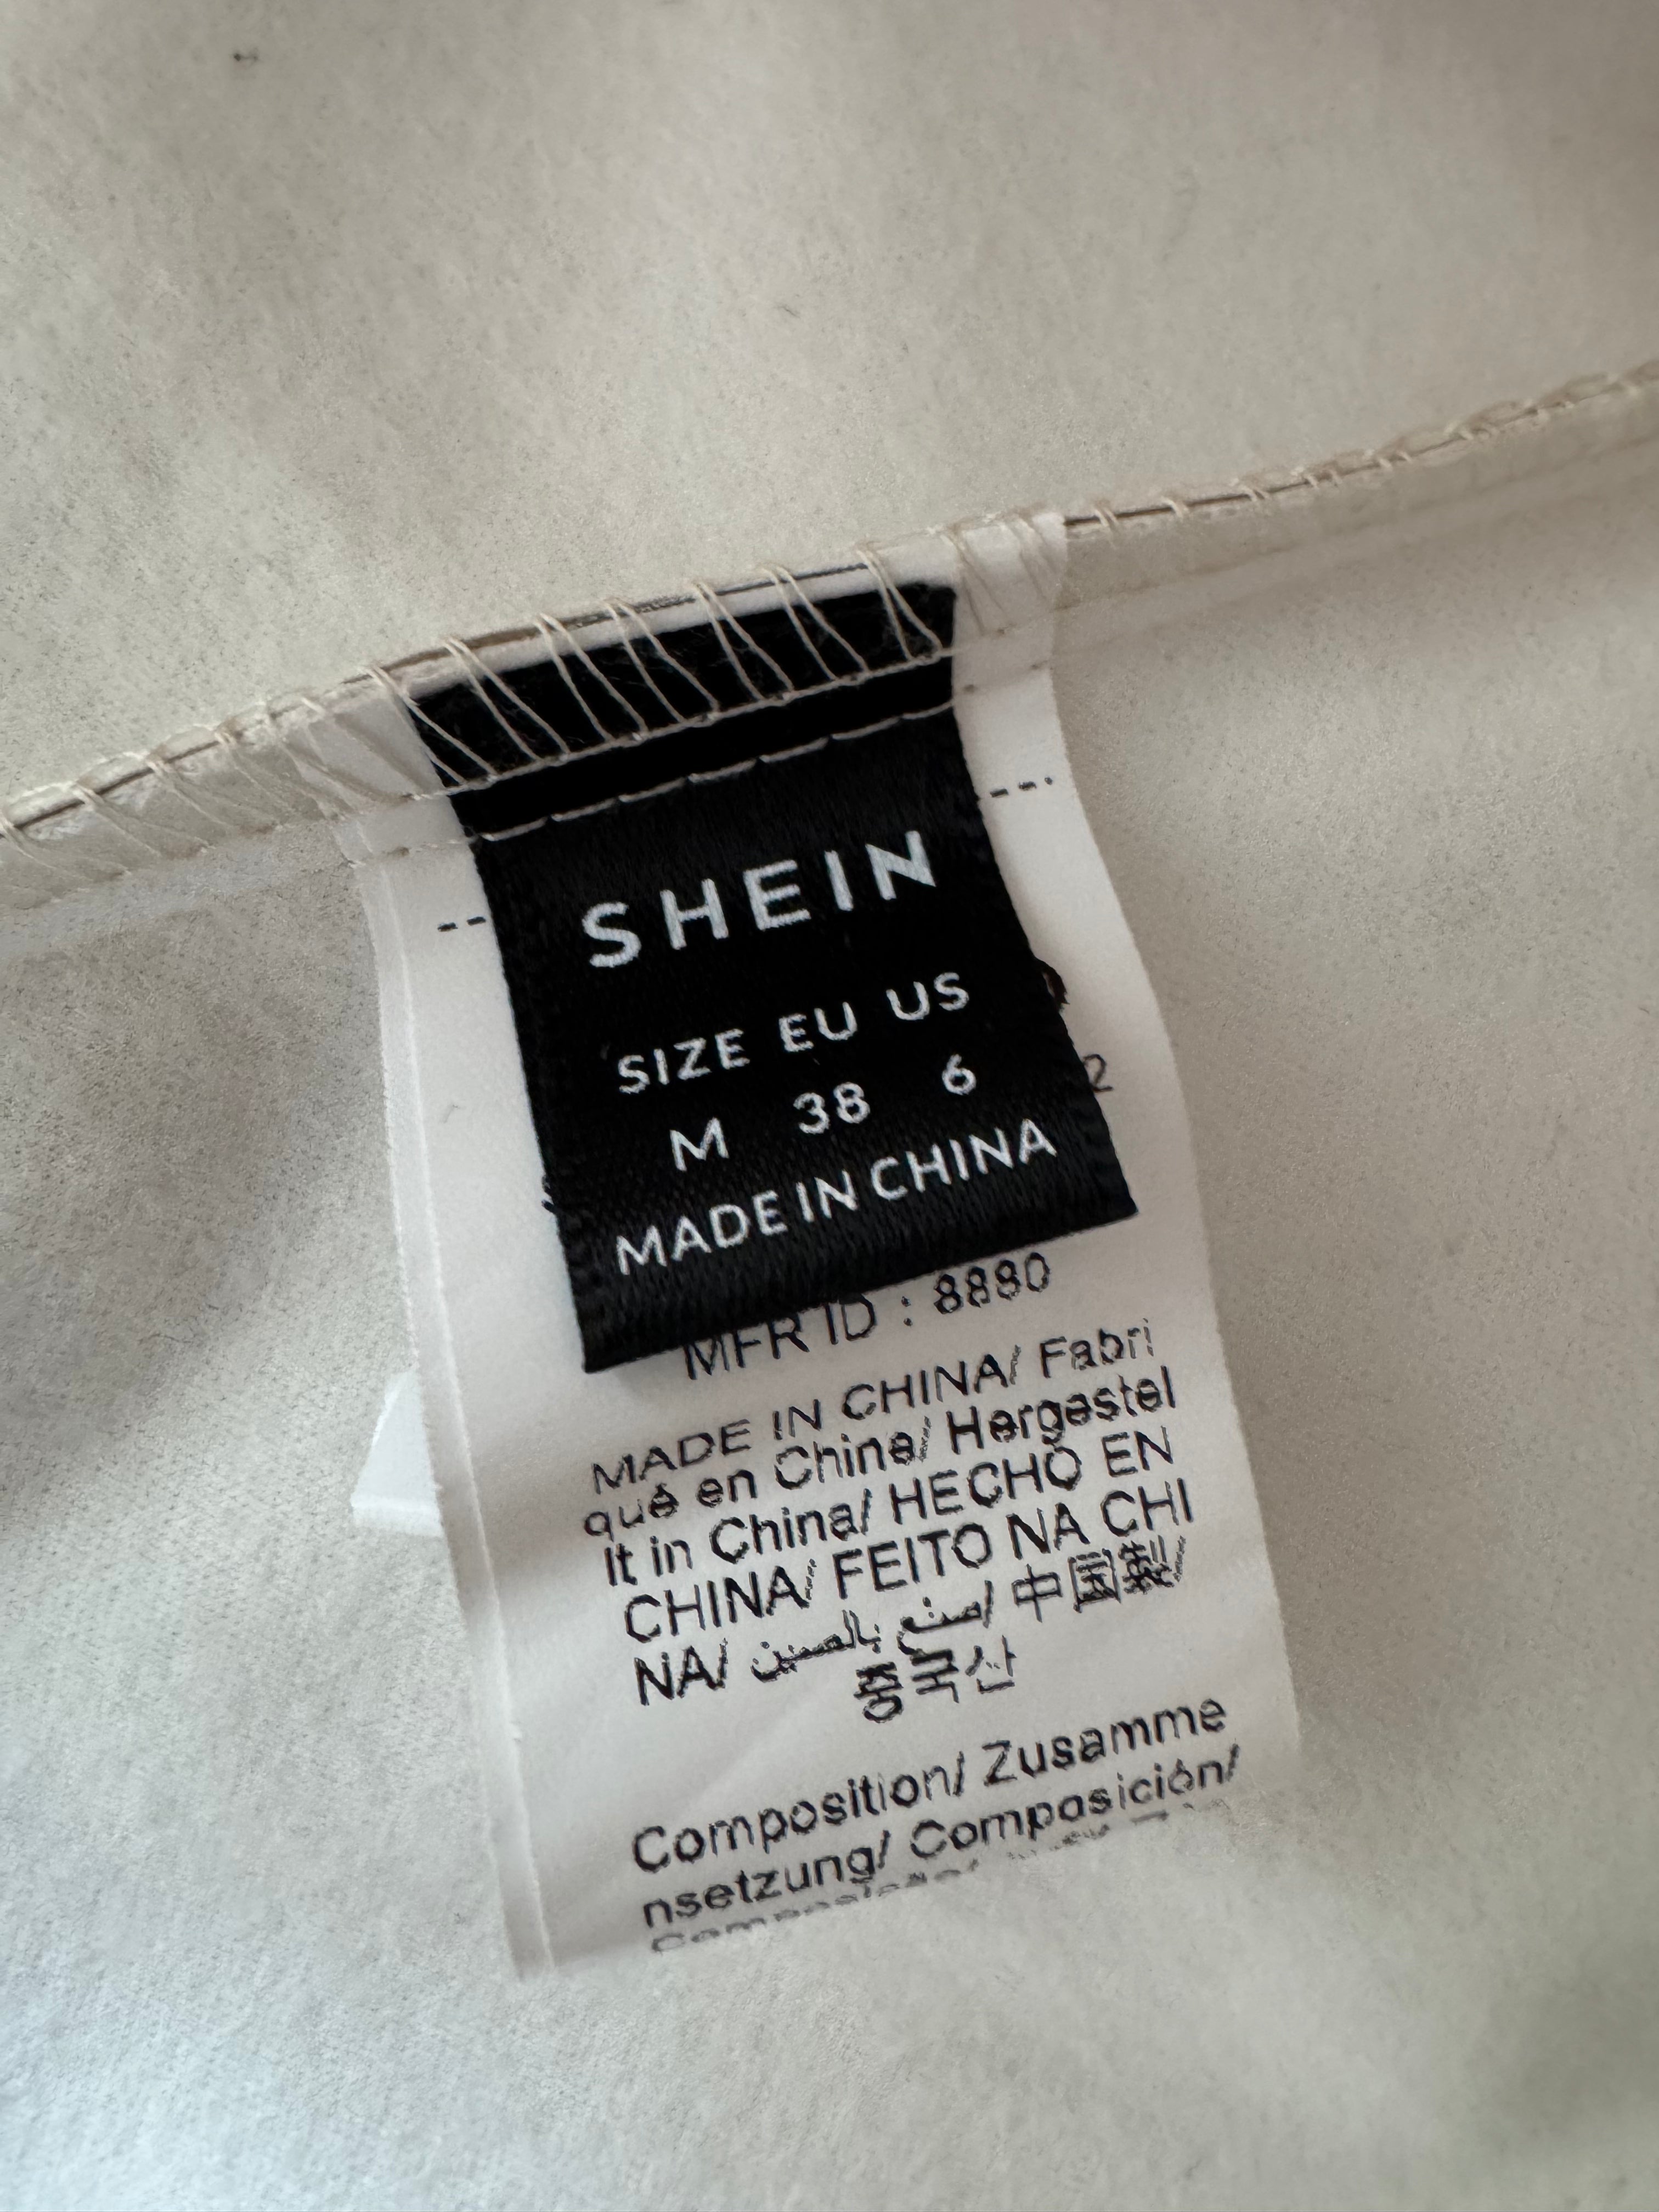 SHEIN
SIZE EU US
M 38 6
MADE IN CHINA
2
MFR ID : 8880
MADE IN CHINA/ Fabri
qué en Chine/ Hergestel
lt in China/ HECHO EN
CHINA/ FEITO NA CHI
NA/ صنع بالصين/ 中国製/
중국산
Composition/ Zusamme
nsetzung/ Composición/